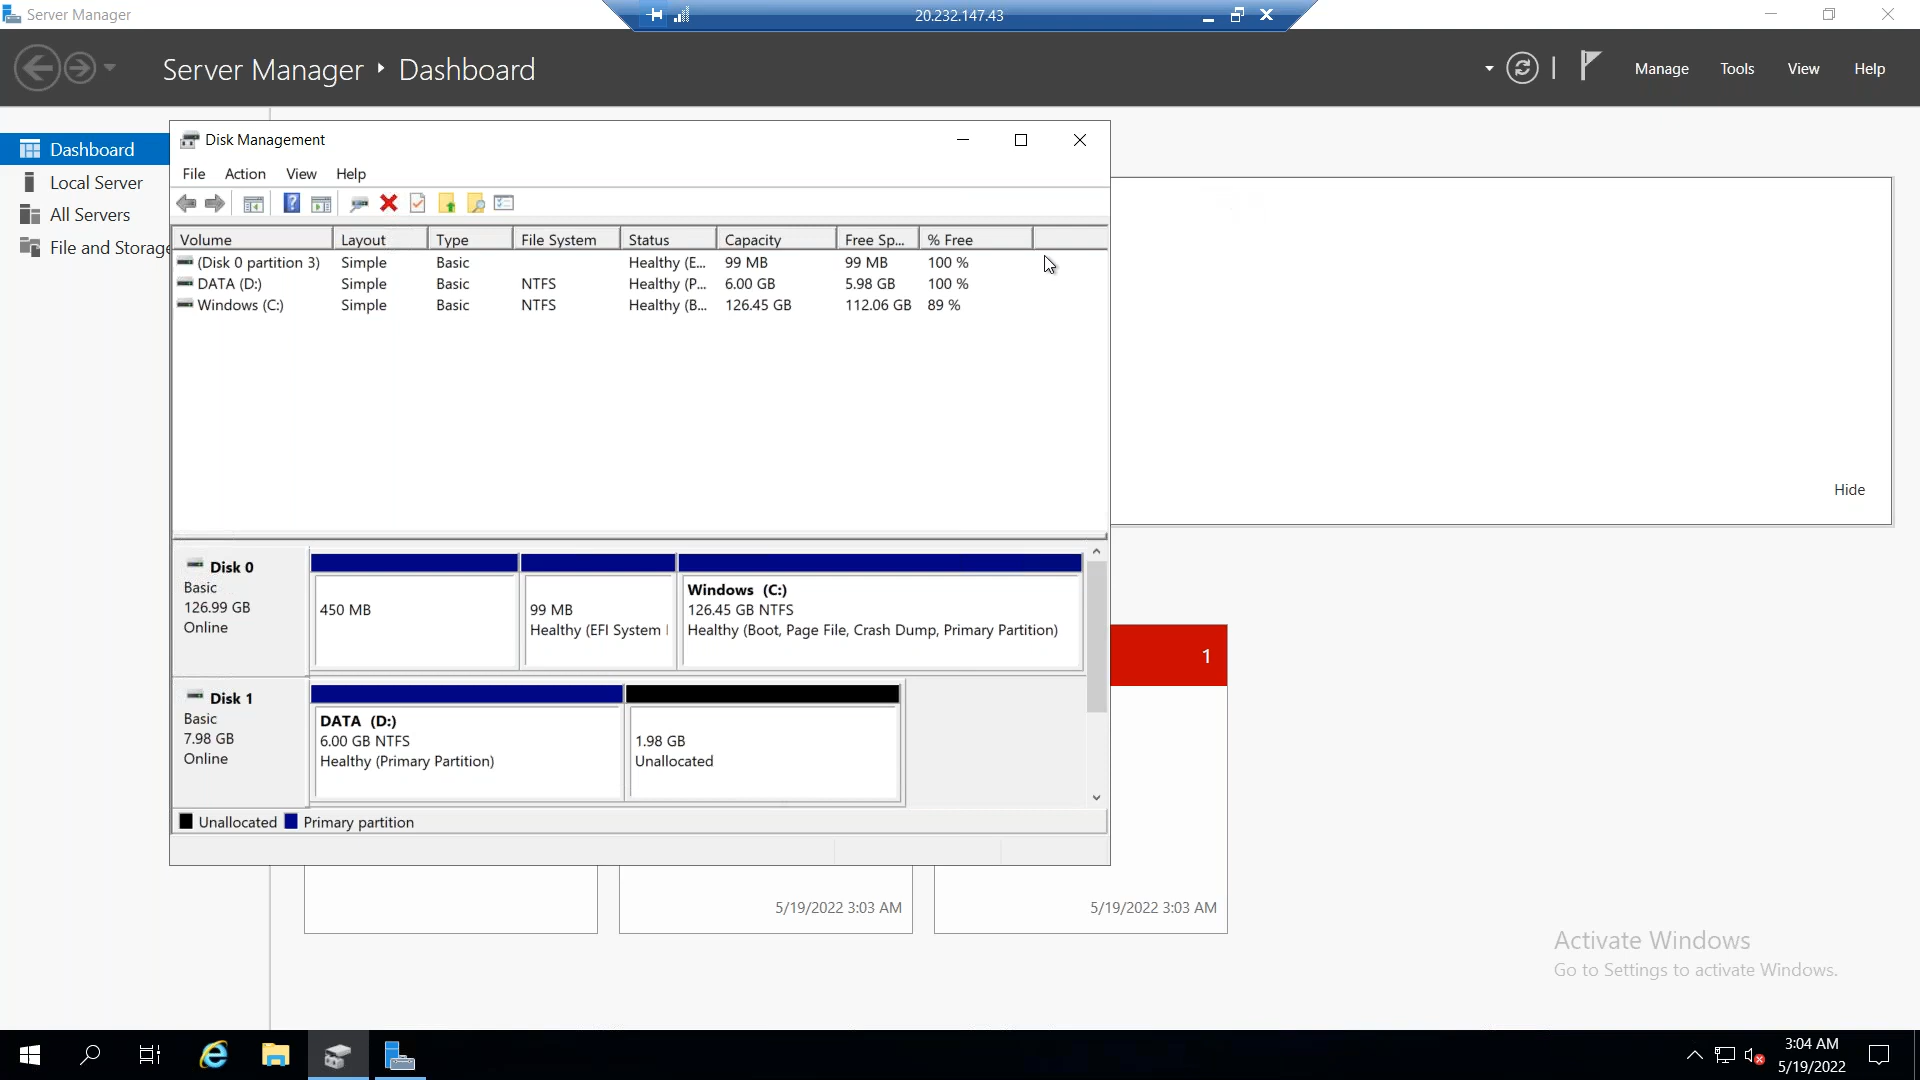 Server Manager
20.232.147.43
Server Manager ‣ Dashboard
Manage Tools View Help
Dashboard
Local Server
All Servers
File and Storage
Disk Management
File Action View Help
Volume Layout Type File System Status Capacity Free Sp... % Free
(Disk 0 partition 3) Simple Basic Healthy (E... 99 MB 99 MB 100 %
DATA (D:) Simple Basic NTFS Healthy (P... 6.00 GB 5.98 GB 100 %
Windows (C:) Simple Basic NTFS Healthy (B... 126.45 GB 112.06 GB 89 %
Hide
Disk 0
Basic
126.99 GB
Online
450 MB
99 MB
Healthy (EFI System
Windows (C:)
126.45 GB NTFS
Healthy (Boot, Page File, Crash Dump, Primary Partition)
1
Disk 1
Basic
7.98 GB
Online
DATA (D:)
6.00 GB NTFS
Healthy (Primary Partition)
1.98 GB
Unallocated
Unallocated Primary partition
5/19/2022 3:03 AM
5/19/2022 3:03 AM
Activate Windows
Go to Settings to activate Windows.
3:04 AM
5/19/2022